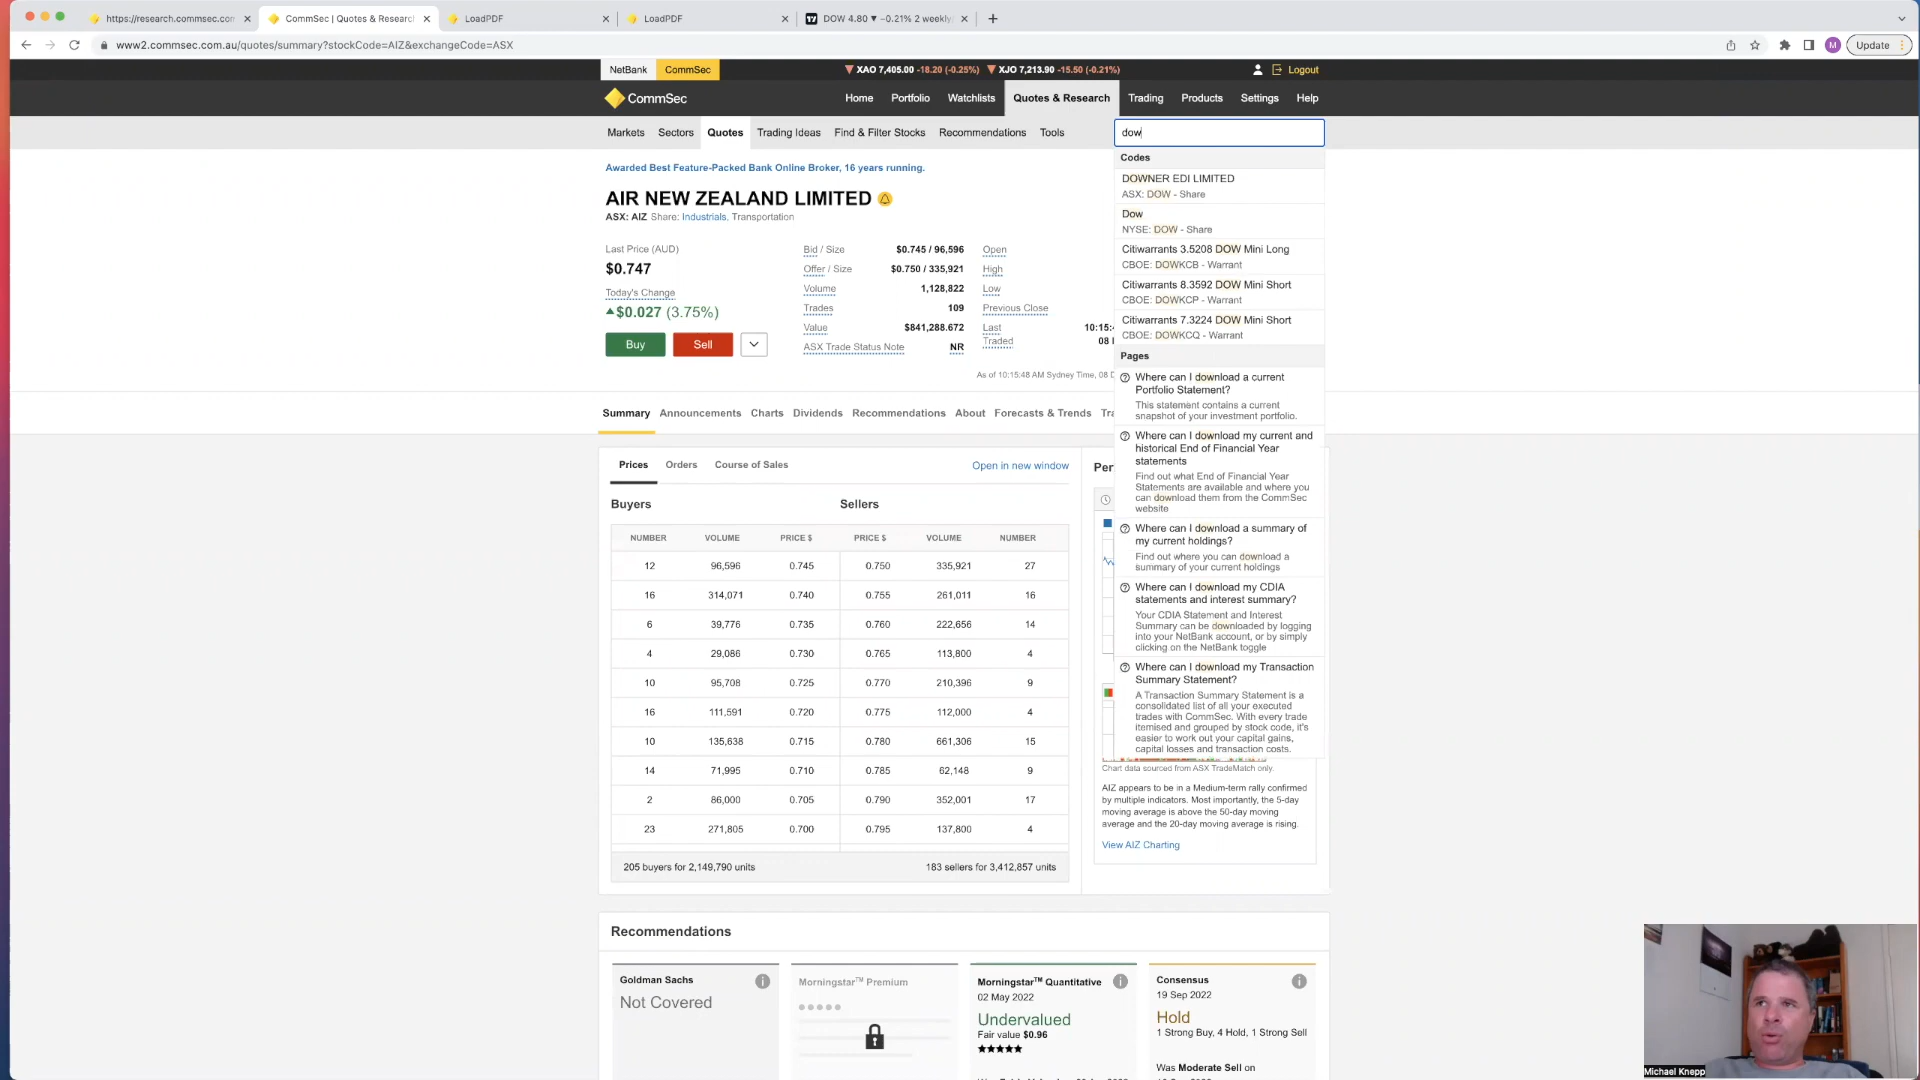 https://research.commsec.com
CommSec | Quotes & Research
LoadPDF
LoadPDF
DOW 4.80 ▼ −0.21% 2 weekly
www2.commsec.com.au/quotes/summary?stockCode=AIZ&exchangeCode=ASX
M
Update
NetBank
CommSec
XAO 7,405.00 -18.20 (-0.25%)
XJO 7,213.90 -15.50 (-0.21%)
Logout
CommSec
Home
Portfolio
Watchlists
Quotes & Research
Trading
Products
Settings
Help
Markets
Sectors
Quotes
Trading Ideas
Find & Filter Stocks
Recommendations
Tools
dow
Awarded Best Feature-Packed Bank Online Broker, 16 years running.
AIR NEW ZEALAND LIMITED
ASX: AIZ Share: Industrials, Transportation
Last Price (AUD)
$0.747
Today's Change
$0.027 (3.75%)
Buy
Sell
Bid / Size $0.745 / 96,596
Offer / Size $0.750 / 335,921
Volume 1,128,822
Trades 109
Value $841,288.672
ASX Trade Status Note NR
Open
High
Low
Previous Close
Last Traded 10:15:4
08 D
As of 10:15:48 AM Sydney Time, 08 D
Codes
DOWNER EDI LIMITED
ASX: DOW - Share
Dow
NYSE: DOW - Share
Citiwarrants 3.5208 DOW Mini Long
CBOE: DOWKCB - Warrant
Citiwarrants 8.3592 DOW Mini Short
CBOE: DOWKCP - Warrant
Citiwarrants 7.3224 DOW Mini Short
CBOE: DOWKCQ - Warrant
Pages
Where can I download a current
Portfolio Statement?
This statement contains a current
snapshot of your investment portfolio.
Where can I download my current and
historical End of Financial Year
statements
Find out what End of Financial Year
Statements are available and where you
can download them from the CommSec
website
Where can I download a summary of
my current holdings?
Find out where you can download a
summary of your current holdings
Where can I download my CDIA
statements and interest summary?
Your CDIA Statement and Interest
Summary can be downloaded by logging
into your NetBank account, or by simply
clicking on the NetBank toggle
Where can I download my Transaction
Summary Statement?
A Transaction Summary Statement is a
consolidated list of all your executed
trades with CommSec. With every trade
itemised and grouped by stock code, it's
easier to work out your capital gains,
capital losses and transaction costs.
Summary
Announcements
Charts
Dividends
Recommendations
About
Forecasts & Trends
Tr
Prices
Orders
Course of Sales
Open in new window
Per
Buyers
Sellers
NUMBER VOLUME PRICE $ PRICE $ VOLUME NUMBER
12 96,596 0.745 0.750 335,921 27
16 314,071 0.740 0.755 261,011 16
6 39,776 0.735 0.760 222,656 14
4 29,086 0.730 0.765 113,800 4
10 95,708 0.725 0.770 210,396 9
16 111,591 0.720 0.775 112,000 4
10 135,638 0.715 0.780 661,306 15
14 71,995 0.710 0.785 62,148 9
2 86,000 0.705 0.790 352,001 17
23 271,805 0.700 0.795 137,800 4
205 buyers for 2,149,790 units
183 sellers for 3,412,857 units
Chart data sourced from ASX TradeMatch only.
AIZ appears to be in a Medium-term rally confirmed
by multiple indicators. Most importantly, the 5-day
moving average is above the 50-day moving
average and the 20-day moving average is rising.
View AIZ Charting
Recommendations
Goldman Sachs
Not Covered
Morningstar™ Premium
Morningstar™ Quantitative
02 May 2022
Undervalued
Fair value $0.96
★★★★★
Consensus
19 Sep 2022
Hold
1 Strong Buy, 4 Hold, 1 Strong Sell
Was Moderate Sell on
Michael Knepp